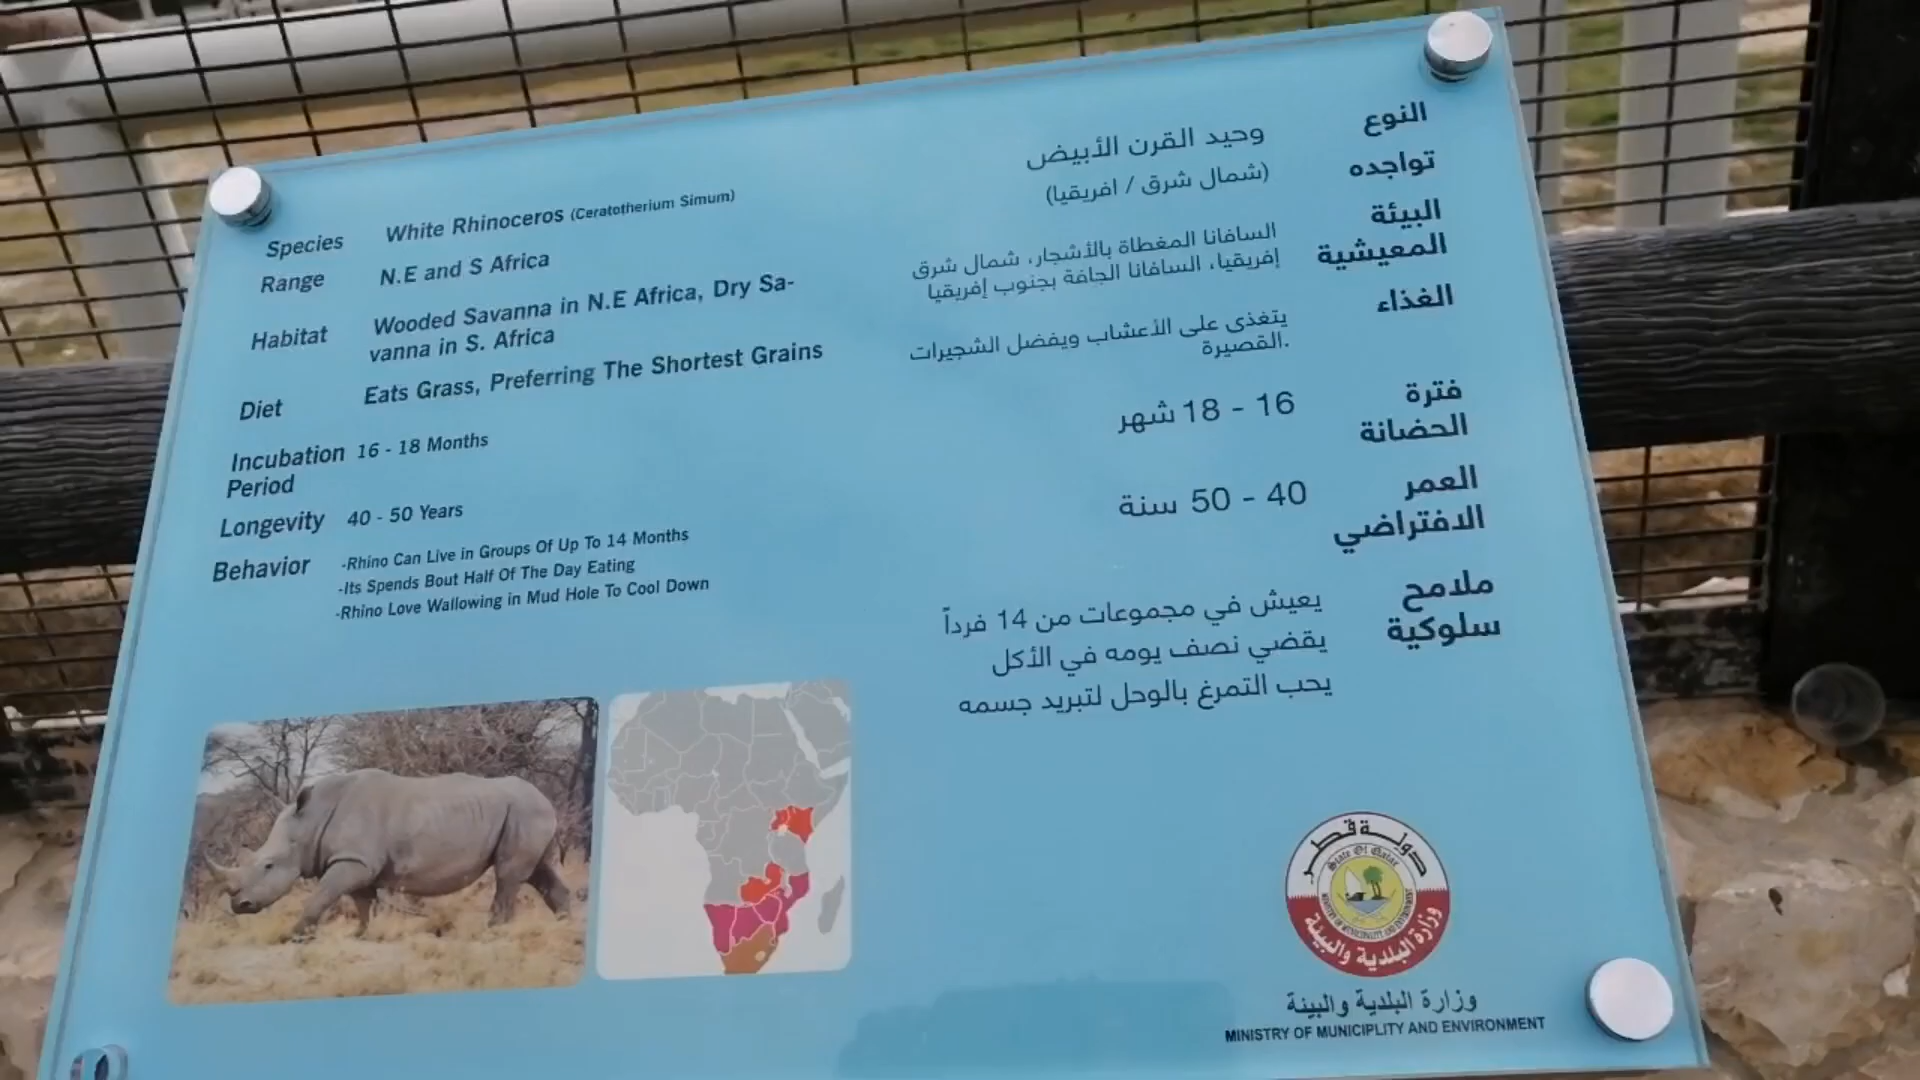 Species White Rhinoceros (Ceratotherium Simum)
Range N.E and S Africa
Habitat Wooded Savanna in N.E Africa, Dry Sa-
vanna in S. Africa
Diet Eats Grass, Preferring The Shortest Grains
Incubation 16 - 18 Months
Period
Longevity 40 - 50 Years
Behavior -Rhino Can Live in Groups Of Up To 14 Months
-Its Spends Bout Half Of The Day Eating
-Rhino Love Wallowing in Mud Hole To Cool Down
النوع وحيد القرن الأبيض
تواجده (شمال شرق / افريقيا)
البيئة السافانا المغطاة بالأشجار، شمال شرق
المعيشية إفريقيا، السافانا الجافة بجنوب إفريقيا
الغذاء يتغذى على الأعشاب ويفضل الشجيرات
القصيرة.
فترة 16 - 18 شهر
الحضانة
العمر 40 - 50 سنة
الافتراضي
ملامح يعيش في مجموعات من 14 فرداً
سلوكية يقضي نصف يومه في الأكل
يحب التمرغ بالوحل لتبريد جسمه
دولة قطر
State Of Qatar
MINISTRY OF MUNICIPALITY AND ENVIRONMENT
وزارة البلدية والبيئة
وزارة البلدية والبيئة
MINISTRY OF MUNICIPLITY AND ENVIRONMENT